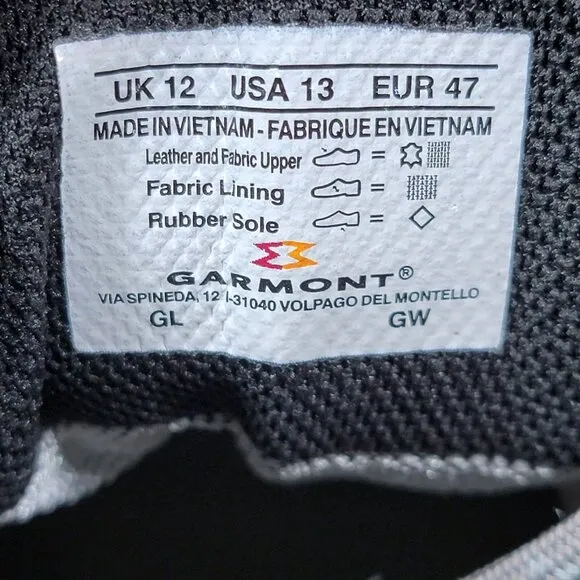 UK 12 USA 13 EUR 47
MADE IN VIETNAM - FABRIQUE EN VIETNAM
Leather and Fabric Upper =
Fabric Lining =
Rubber Sole =
GARMONT®
VIA SPINEDA, 12 I-31040 VOLPAGO DEL MONTELLO
GL GW